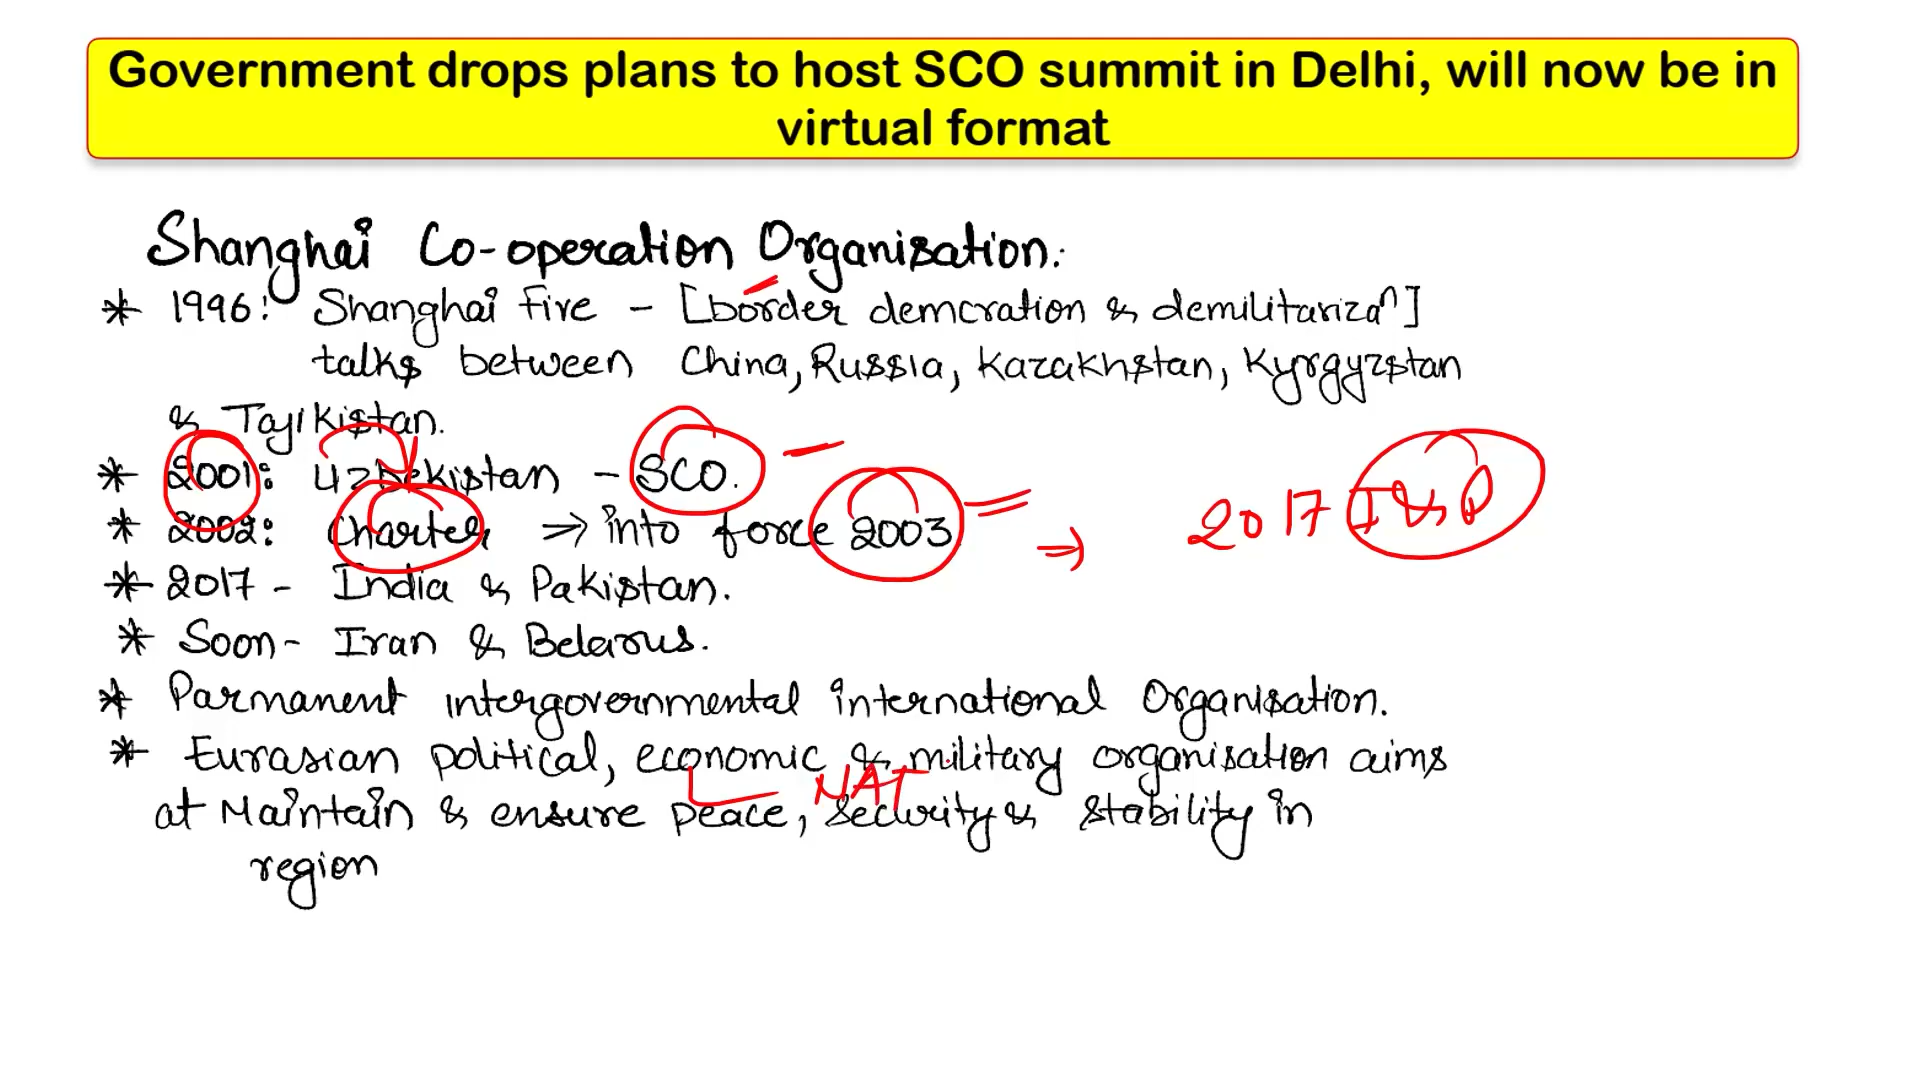 Government drops plans to host SCO summit in Delhi, will now be in
virtual format
Shanghai Co-operation Organisation:
* 1996: Shanghai five - [border demcration & demilitarizaⁿ]
talks between China, Russia, Kazakhstan, Kyrgyzstan
& Tajikistan.
* 2001: Uzbekistan - SCO.
* 2002: Charter ⇒ into force 2003
⇒ 2017 I & P
* 2017 - India & Pakistan.
* Soon - Iran & Belarus.
* Parmanent intergovernmental international Organisation.
* Eurasian political, economic & military organisation aims
NAT
at Maintain & ensure peace, security & stability in
region